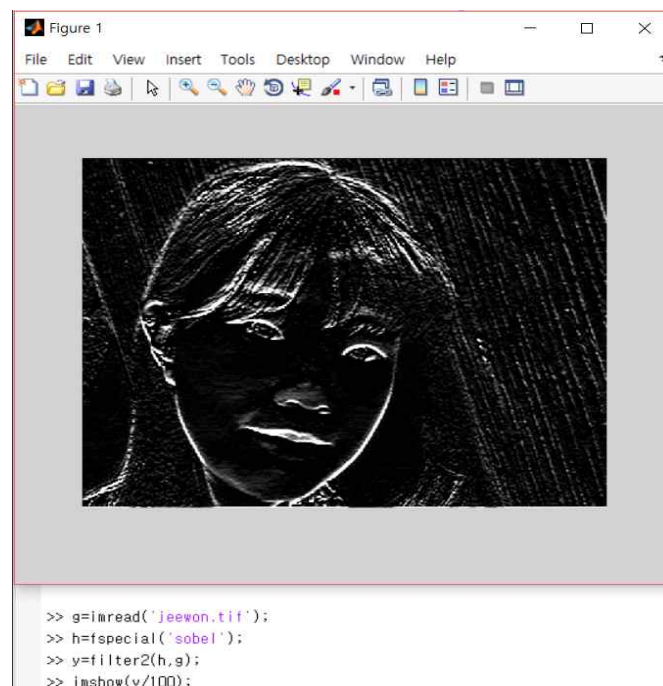 Figure 1
File Edit View Insert Tools Desktop Window Help
>> g=imread('jeewon.tif');
>> h=fspecial('sobel');
>> y=filter2(h,g);
>> imshow(y/100);